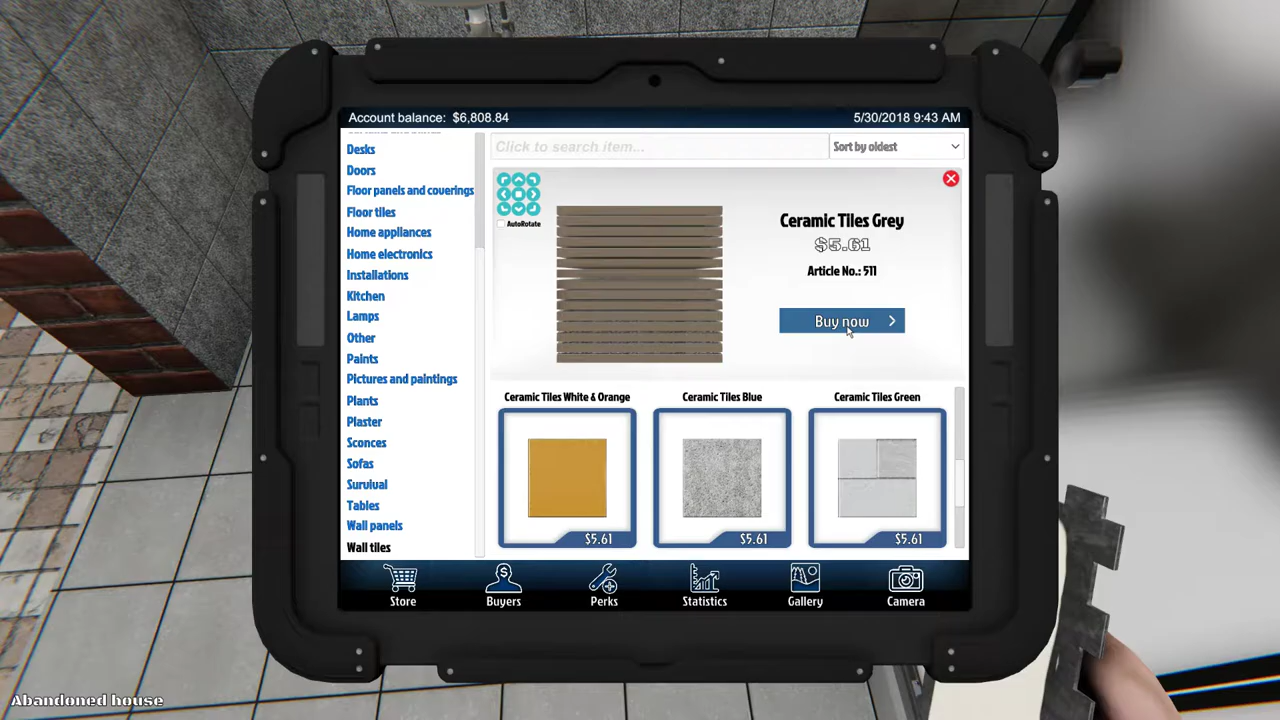 Account balance: $6,808.84
5/30/2018 9:43 AM
Click to search item...
Sort by oldest
Desks
Doors
Floor panels and coverings
Floor tiles
Home appliances
Home electronics
Installations
Kitchen
Lamps
Other
Paints
Pictures and paintings
Plants
Plaster
Sconces
Sofas
Survival
Tables
Wall panels
Wall tiles
AutoRotate
Ceramic Tiles Grey
$5.61
Article No.: 511
Buy now
Ceramic Tiles White & Orange
Ceramic Tiles Blue
Ceramic Tiles Green
$5.61
$5.61
$5.61
Store
Buyers
Perks
Statistics
Gallery
Camera
Abandoned house